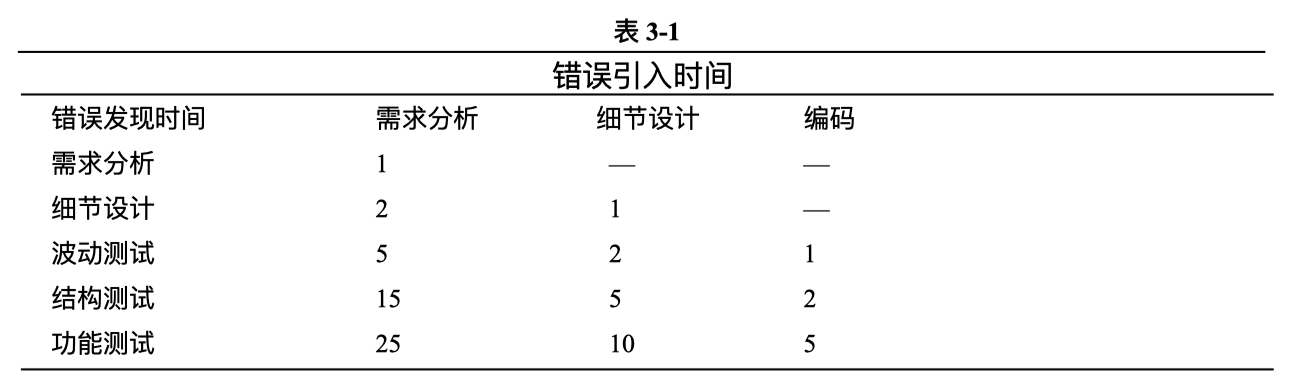 表 3-1
错误引入时间
错误发现时间 需求分析 细节设计 编码
需求分析 1 — —
细节设计 2 1 —
波动测试 5 2 1
结构测试 15 5 2
功能测试 25 10 5